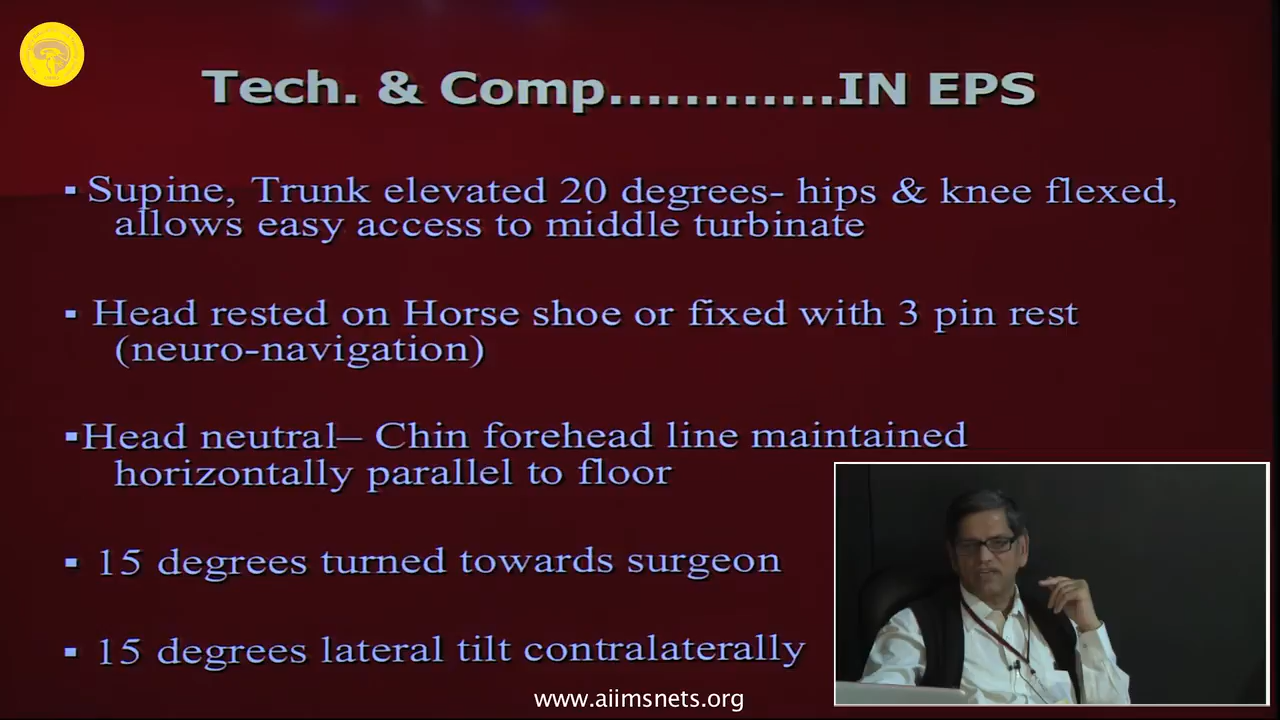 Tech. & Comp............IN EPS
▪ Supine, Trunk elevated 20 degrees- hips & knee flexed,
allows easy access to middle turbinate
▪ Head rested on Horse shoe or fixed with 3 pin rest
(neuro-navigation)
▪Head neutral– Chin forehead line maintained
horizontally parallel to floor
▪ 15 degrees turned towards surgeon
▪ 15 degrees lateral tilt contralaterally
www.aiimsnets.org